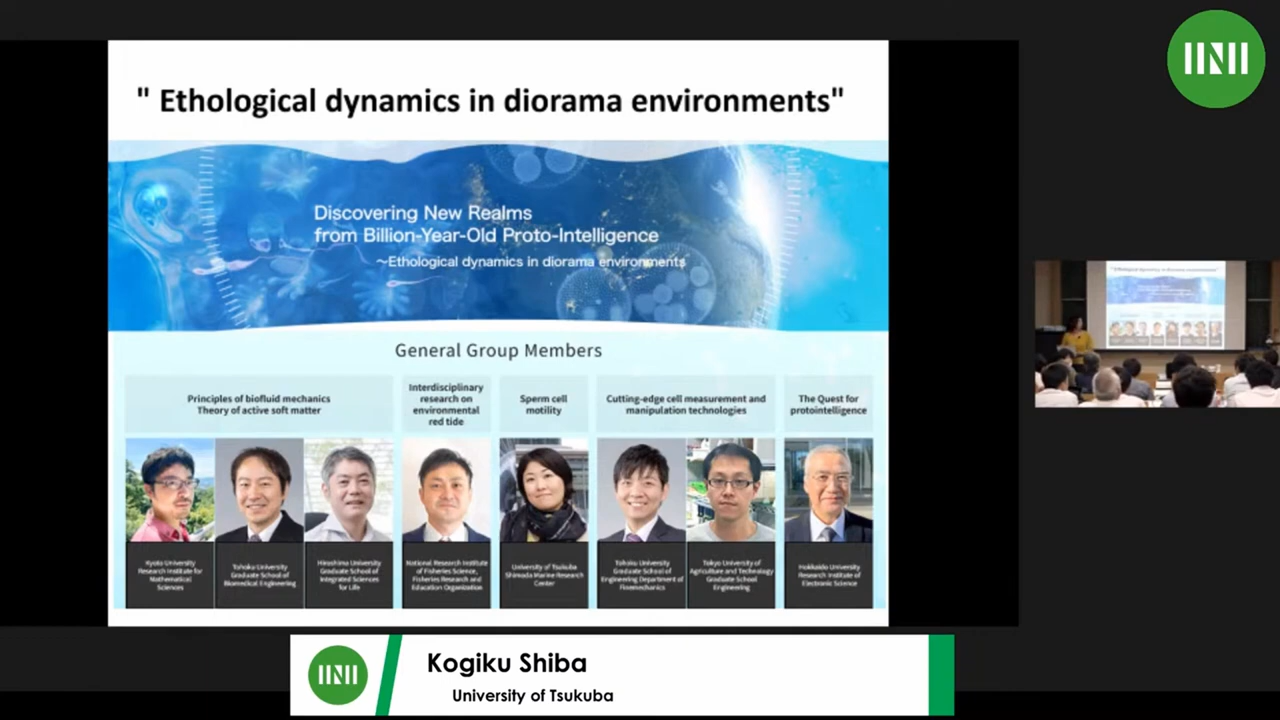 " Ethological dynamics in diorama environments"
Discovering New Realms
from Billion-Year-Old Proto-Intelligence
~Ethological dynamics in diorama environments
General Group Members
Principles of biofluid mechanics
Theory of active soft matter
Interdisciplinary
research on
environmental
red tide
Sperm cell
motility
Cutting-edge cell measurement and
manipulation technologies
The Quest for
protointelligence
Kyoto University
Research Institute for
Mathematical
Sciences
Tohoku University
Graduate School of
Biomedical Engineering
Hiroshima University
Graduate School of
Integrated Sciences
for Life
National Research Institute
of Fisheries Science,
Fisheries Research and
Education Organization
University of Tsukuba
Shimoda Marine Research
Center
Tohoku University
Graduate School of
Engineering Department of
Finemechanics
Tokyo University of
Agriculture and Technology
Graduate School
Engineering
Hokkaido University
Research Institute of
Electronic Science
Kogiku Shiba
University of Tsukuba